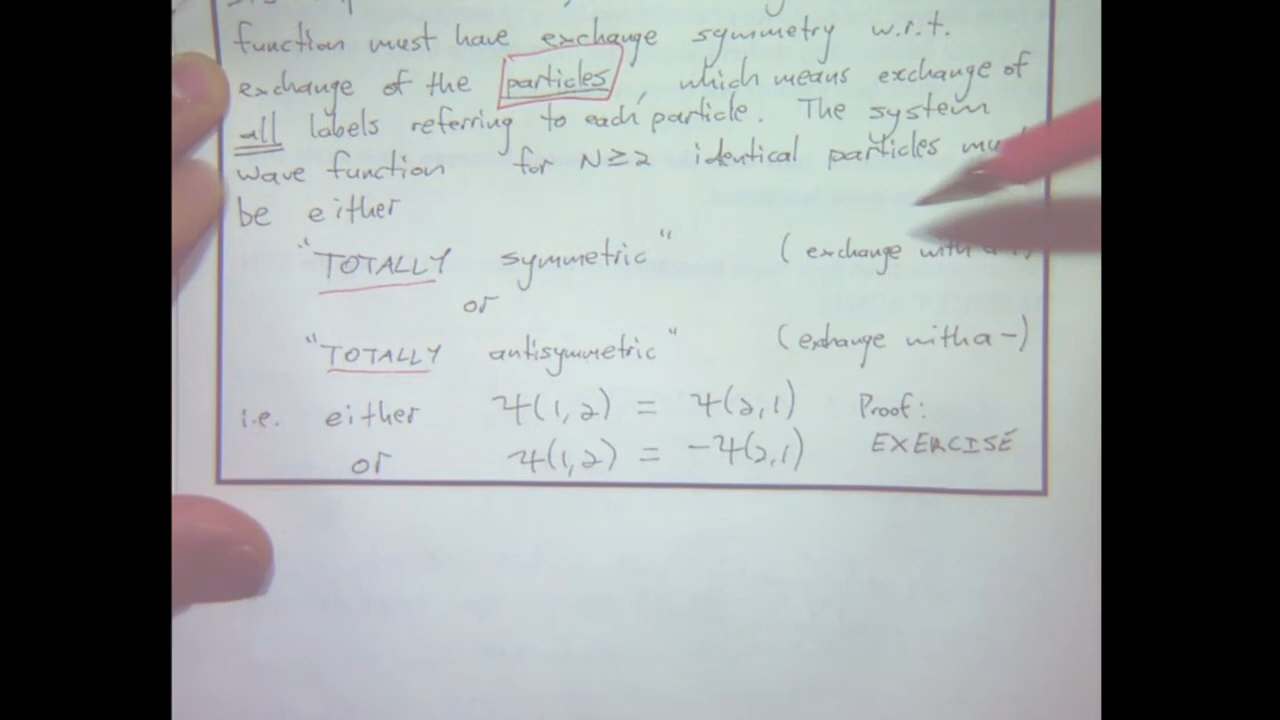 function must have exchange symmetry w.r.t.
exchange of the particles, which means exchange of
all labels referring to each particle. The system
wave function for N≥2 identical particles
be either
"TOTALLY symmetric" (exchange with a
or
"TOTALLY antisymmetric" (exchange with a -)
i.e. either Ψ(1,2) = Ψ(2,1) Proof:
or Ψ(1,2) = -Ψ(2,1) EXERCISE